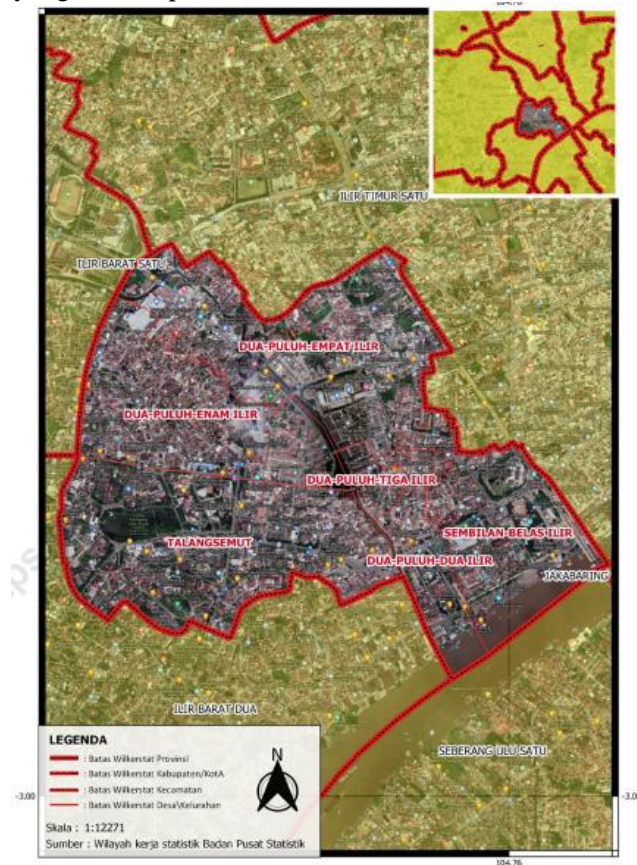 104.76
ILIR TIMUR SATU
ILIR BARAT SATU
DUA-PULUH-EMPAT ILIR
DUA-PULUH-ENAM ILIR
DUA-PULUH-TIGA ILIR
SEMBILAN-BELAS ILIR
TALANGSEMUT
DUA-PULUH-DUA ILIR
JAKABARING
ILIR BARAT DUA
SEBERANG ULU SATU
LEGENDA
: Batas Wilkerstat Provinsi
: Batas Wilkerstat Kabupaten/KotA
: Batas Wilkerstat Kecamatan
: Batas Wilkerstat Desa\Kelurahan
N
Skala : 1:12271
Sumber : Wilayah kerja statistik Badan Pusat Statistik
-3.00
-3.00
104.76